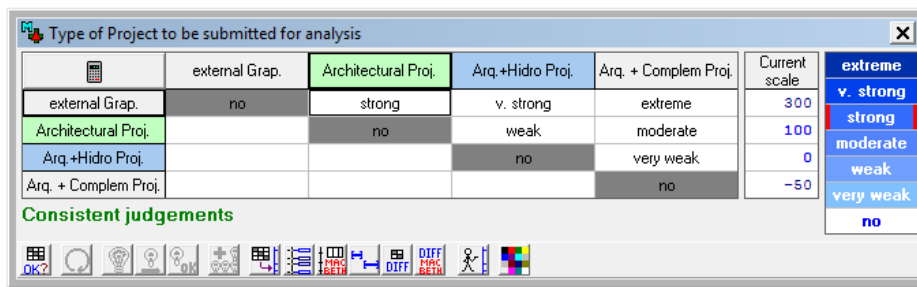 Type of Project to be submitted for analysis
external Grap. Architectural Proj. Arq.+Hidro Proj. Arq. + Complem Proj. Current scale extreme
external Grap. no strong v. strong extreme 300 v. strong
Architectural Proj. no weak moderate 100 strong
Arq.+Hidro Proj. no very weak 0 moderate
Arq. + Complem Proj. no -50 weak
very weak
Consistent judgements no
OK? OK MAC BETH DIFF DIFF MAC BETH